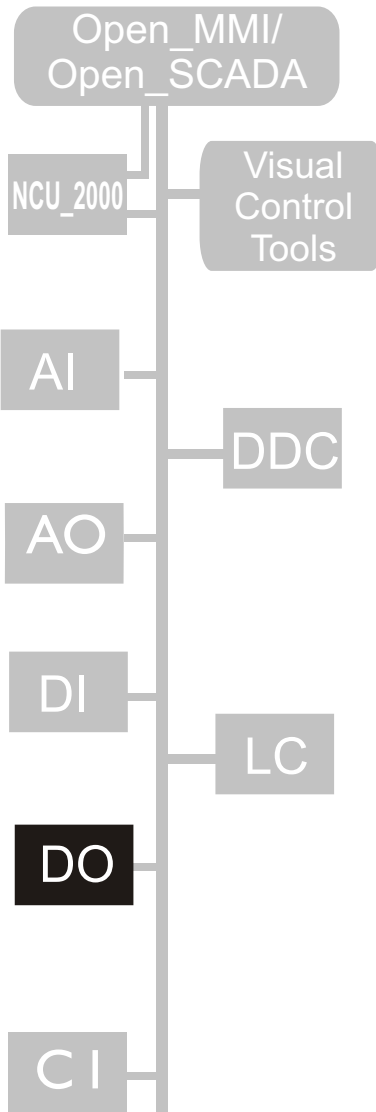 Open_MMI/
Open_SCADA
NCU_2000
Visual
Control
Tools
AI
DDC
AO
DI
LC
DO
C I